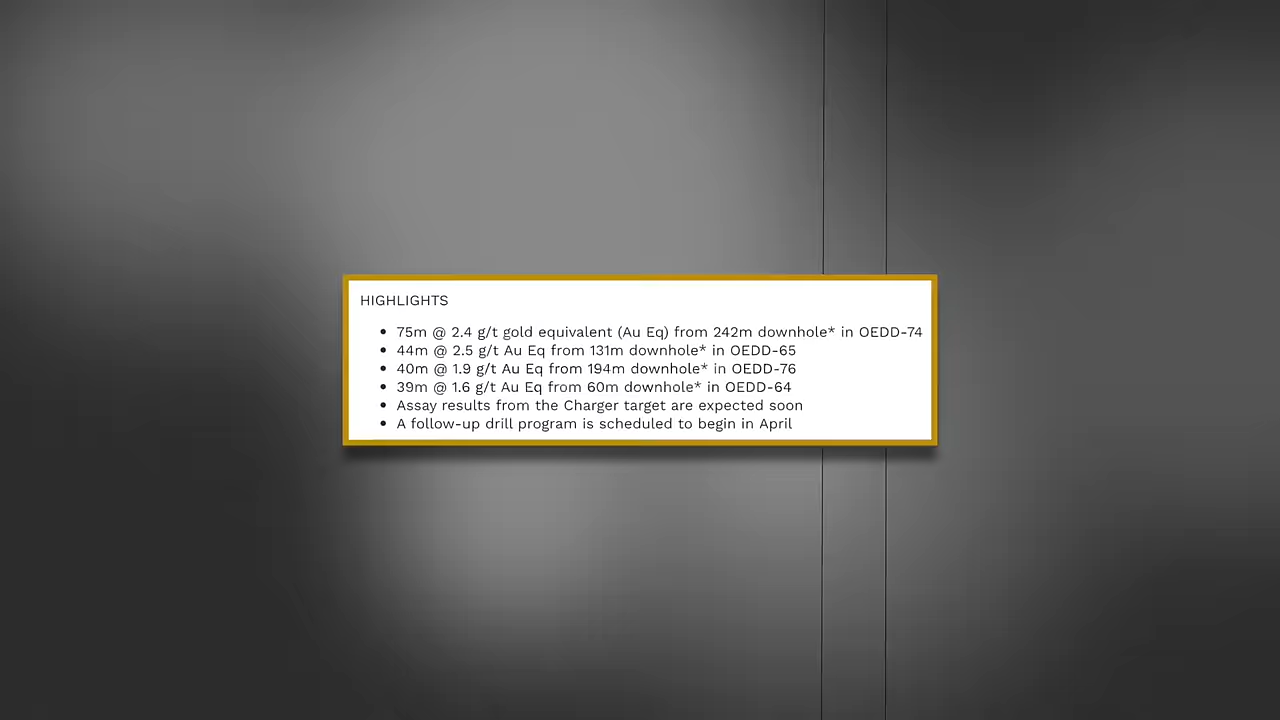 HIGHLIGHTS
• 75m @ 2.4 g/t gold equivalent (Au Eq) from 242m downhole* in OEDD-74
• 44m @ 2.5 g/t Au Eq from 131m downhole* in OEDD-65
• 40m @ 1.9 g/t Au Eq from 194m downhole* in OEDD-76
• 39m @ 1.6 g/t Au Eq from 60m downhole* in OEDD-64
• Assay results from the Charger target are expected soon
• A follow-up drill program is scheduled to begin in April